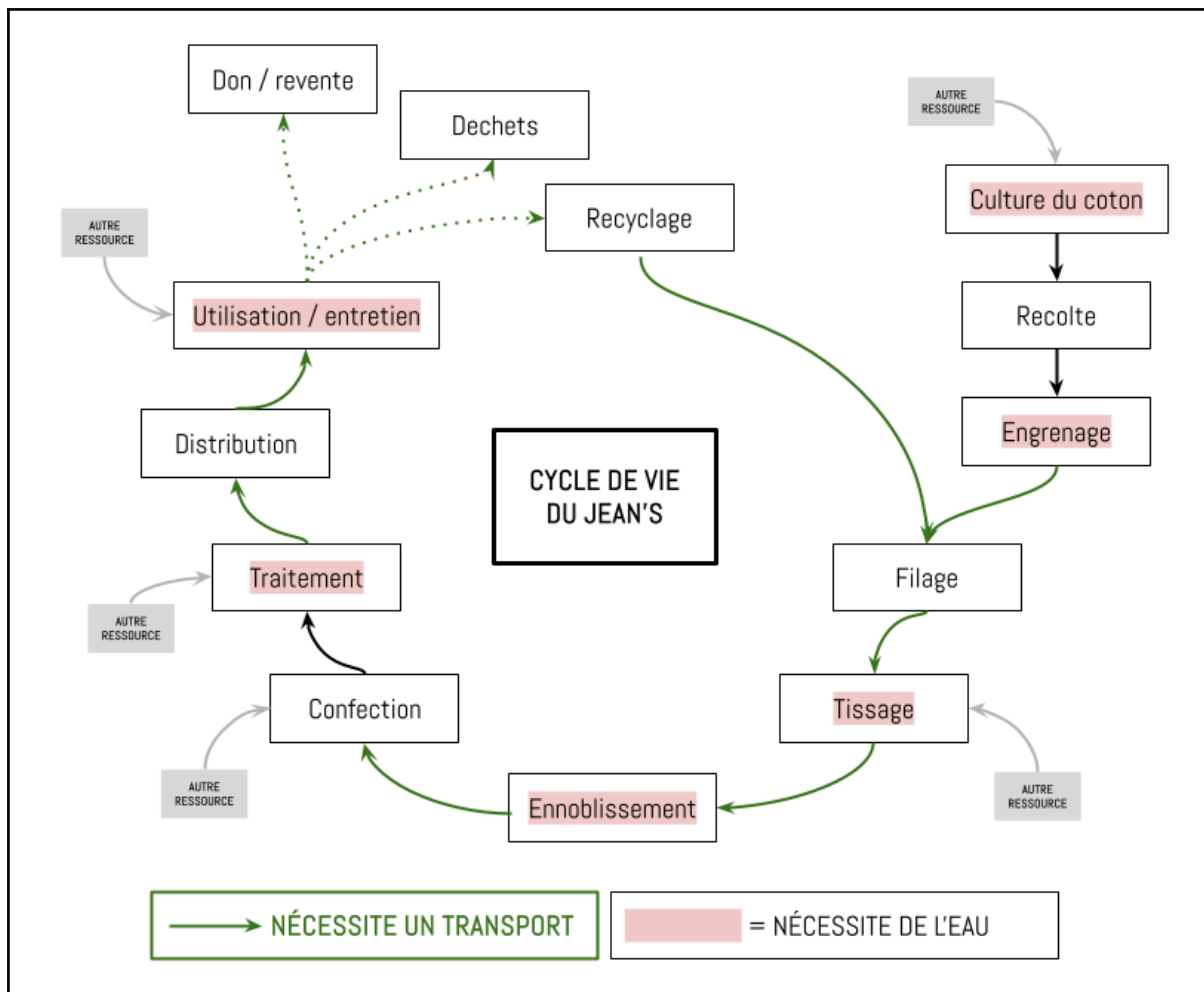 Don / revente
Dechets
AUTRE
RESSOURCE
Culture du coton
Recyclage
AUTRE
RESSOURCE
Utilisation / entretien
Recolte
Distribution
Engrenage
CYCLE DE VIE
DU JEAN'S
Traitement
Filage
AUTRE
RESSOURCE
Confection
Tissage
AUTRE
RESSOURCE
Ennoblissement
AUTRE
RESSOURCE
NÉCESSITE UN TRANSPORT
= NÉCESSITE DE L'EAU